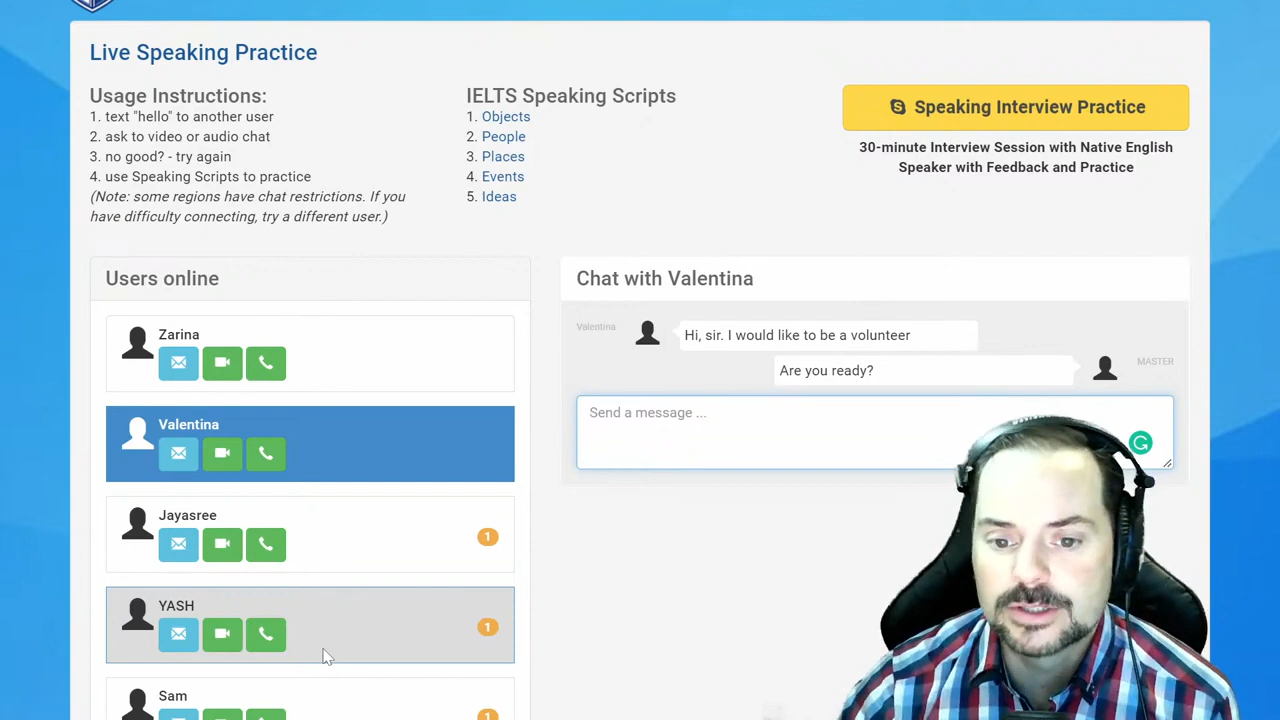 Live Speaking Practice
Usage Instructions:
1. text "hello" to another user
2. ask to video or audio chat
3. no good? - try again
4. use Speaking Scripts to practice
(Note: some regions have chat restrictions. If you
have difficulty connecting, try a different user.)
IELTS Speaking Scripts
1. Objects
2. People
3. Places
4. Events
5. Ideas
Speaking Interview Practice
30-minute Interview Session with Native English
Speaker with Feedback and Practice
Users online
Zarina
Valentina
Jayasree
1
YASH
1
Sam
1
Chat with Valentina
Valentina
Hi, sir. I would like to be a volunteer
Are you ready?
MASTER
Send a message ...